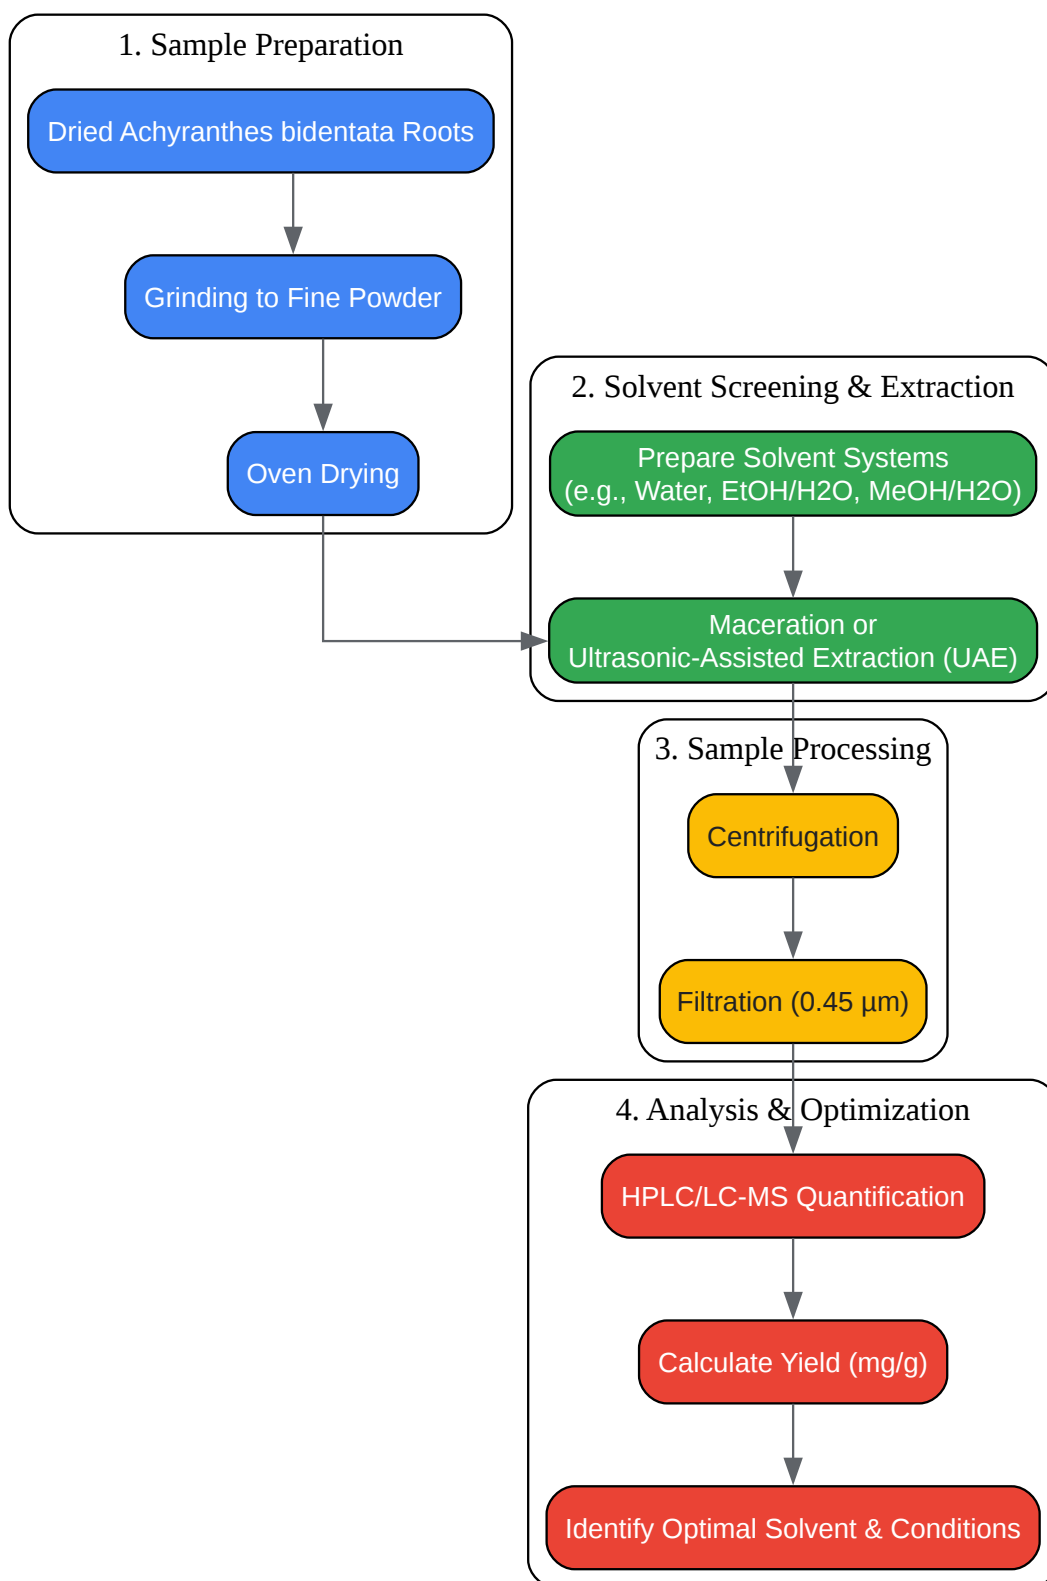 1. Sample Preparation
Dried Achyranthes bidentata Roots
Grinding to Fine Powder
Oven Drying
2. Solvent Screening & Extraction
Prepare Solvent Systems
(e.g., Water, EtOH/H2O, MeOH/H2O)
Maceration or
Ultrasonic-Assisted Extraction (UAE)
3. Sample Processing
Centrifugation
Filtration (0.45 µm)
4. Analysis & Optimization
HPLC/LC-MS Quantification
Calculate Yield (mg/g)
Identify Optimal Solvent & Conditions